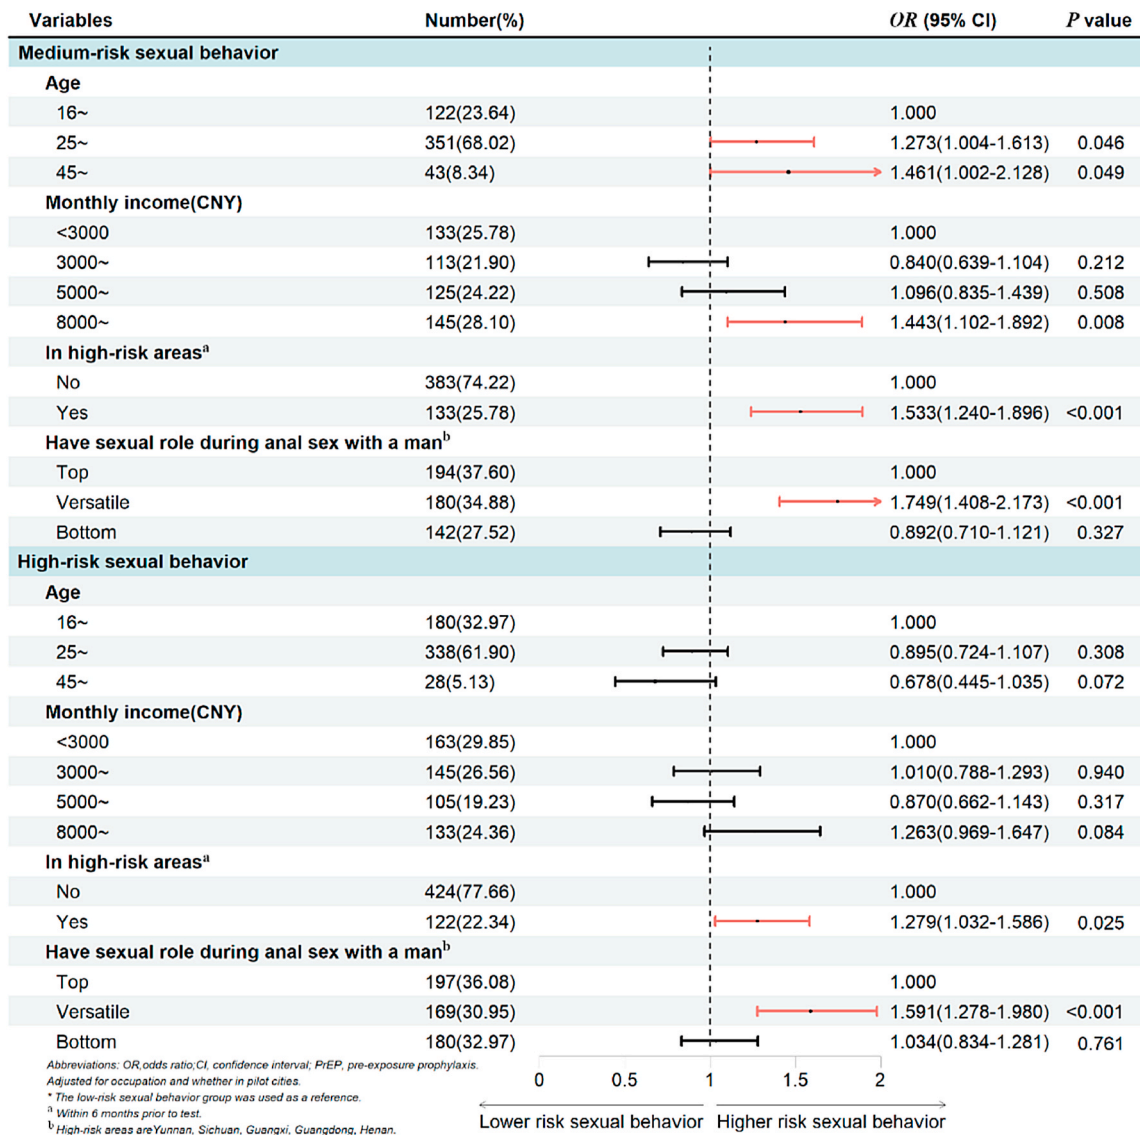 Variables Number(%) OR (95% CI) P value
Medium-risk sexual behavior
Age
16~ 122(23.64) 1.000
25~ 351(68.02) 1.273(1.004-1.613) 0.046
45~ 43(8.34) 1.461(1.002-2.128) 0.049
Monthly income(CNY)
<3000 133(25.78) 1.000
3000~ 113(21.90) 0.840(0.639-1.104) 0.212
5000~ 125(24.22) 1.096(0.835-1.439) 0.508
8000~ 145(28.10) 1.443(1.102-1.892) 0.008
In high-risk areasᵃ
No 383(74.22) 1.000
Yes 133(25.78) 1.533(1.240-1.896) <0.001
Have sexual role during anal sex with a manᵇ
Top 194(37.60) 1.000
Versatile 180(34.88) 1.749(1.408-2.173) <0.001
Bottom 142(27.52) 0.892(0.710-1.121) 0.327
High-risk sexual behavior
Age
16~ 180(32.97) 1.000
25~ 338(61.90) 0.895(0.724-1.107) 0.308
45~ 28(5.13) 0.678(0.445-1.035) 0.072
Monthly income(CNY)
<3000 163(29.85) 1.000
3000~ 145(26.56) 1.010(0.788-1.293) 0.940
5000~ 105(19.23) 0.870(0.662-1.143) 0.317
8000~ 133(24.36) 1.263(0.969-1.647) 0.084
In high-risk areasᵃ
No 424(77.66) 1.000
Yes 122(22.34) 1.279(1.032-1.586) 0.025
Have sexual role during anal sex with a manᵇ
Top 197(36.08) 1.000
Versatile 169(30.95) 1.591(1.278-1.980) <0.001
Bottom 180(32.97) 1.034(0.834-1.281) 0.761
Abbreviations: OR,odds ratio;CI, confidence interval; PrEP, pre-exposure prophylaxis.
Adjusted for occupation and whether in pilot cities.
* The low-risk sexual behavior group was used as a reference.
ᵃ Within 6 months prior to test.
ᵇ High-risk areas areYunnan, Sichuan, Guangxi, Guangdong, Henan.
0 0.5 1 1.5 2
Lower risk sexual behavior Higher risk sexual behavior